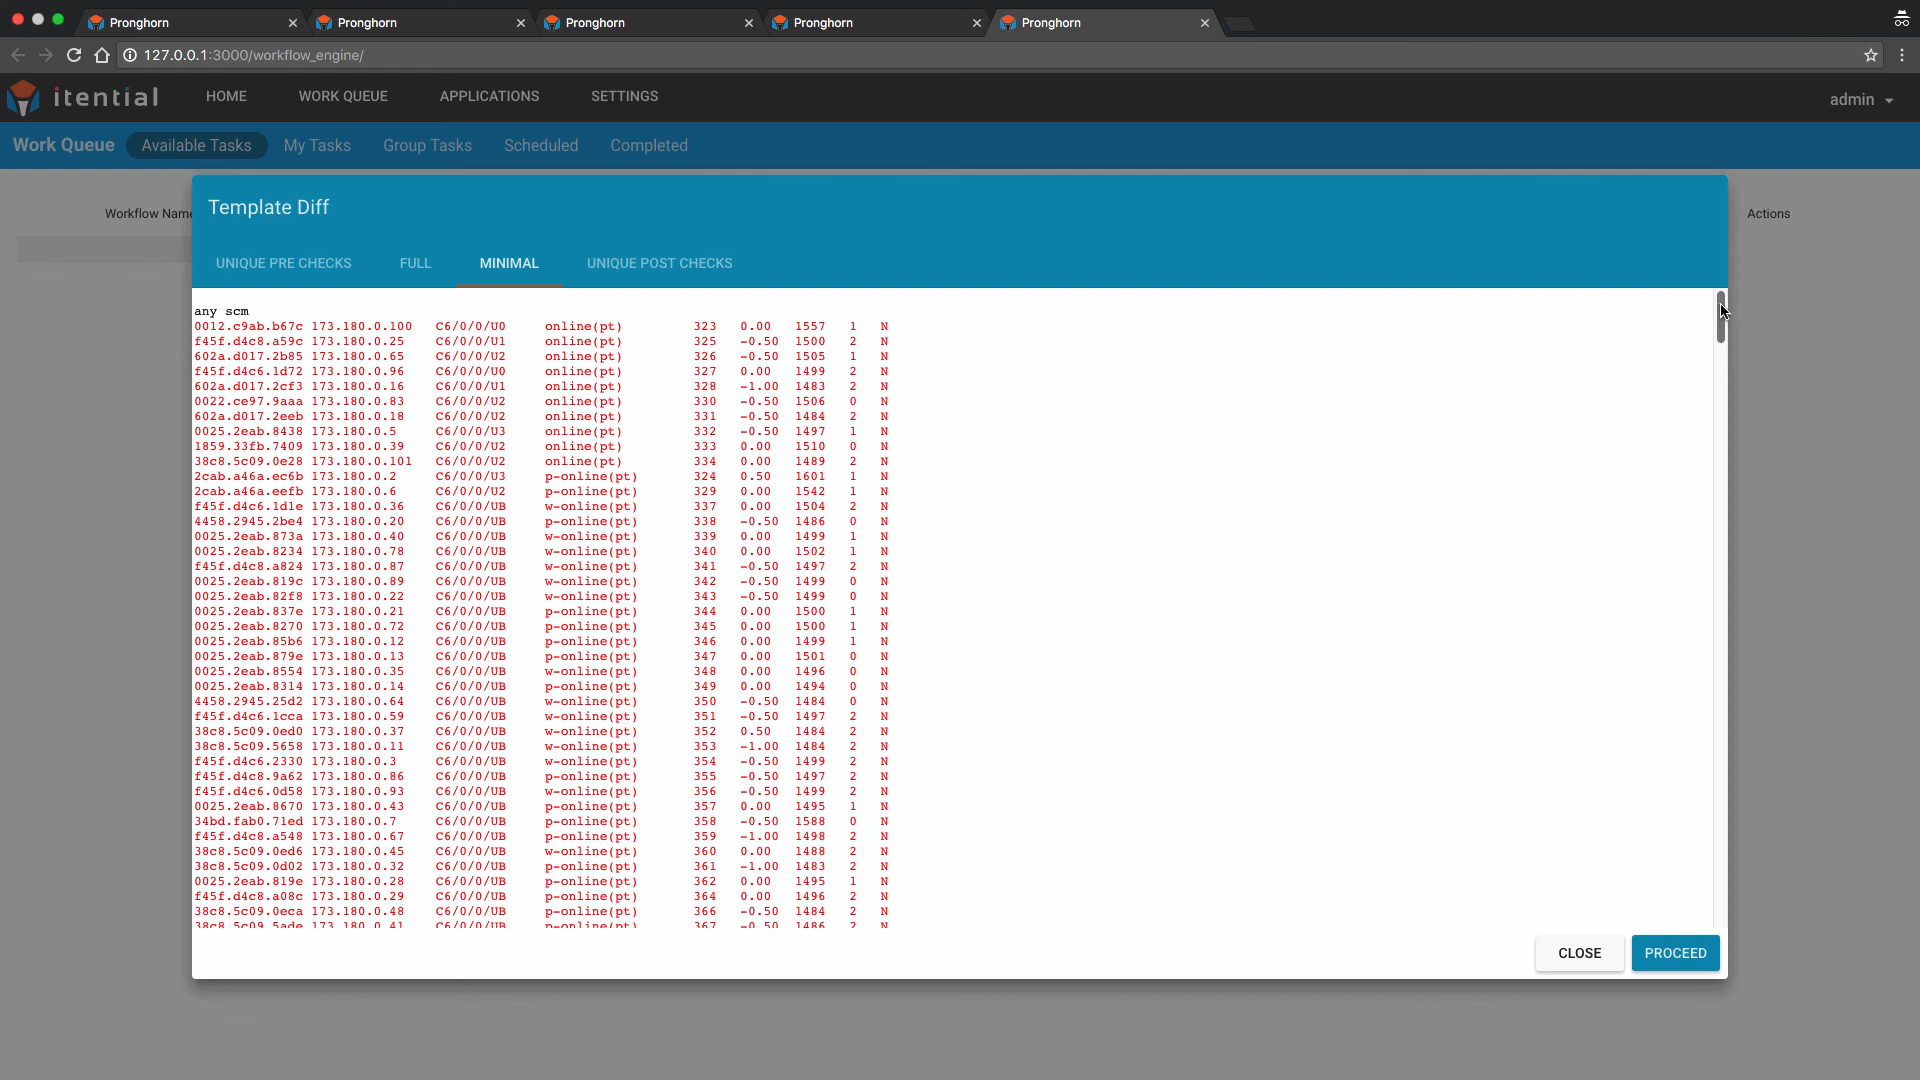 Pronghorn Pronghorn Pronghorn Pronghorn Pronghorn
127.0.0.1:3000/workflow_engine/
itential HOME WORK QUEUE APPLICATIONS SETTINGS admin
Work Queue Available Tasks My Tasks Group Tasks Scheduled Completed
Template Diff
Workflow Name Actions
UNIQUE PRE CHECKS FULL MINIMAL UNIQUE POST CHECKS
any scm
0012.c9ab.b67c 173.180.0.100 C6/0/0/U0 online(pt) 323 0.00 1557 1 N
f45f.d4c8.a59c 173.180.0.25 C6/0/0/U1 online(pt) 325 -0.50 1500 2 N
602a.d017.2b85 173.180.0.65 C6/0/0/U2 online(pt) 326 -0.50 1505 1 N
f45f.d4c6.1d72 173.180.0.96 C6/0/0/U0 online(pt) 327 0.00 1499 2 N
602a.d017.2cf3 173.180.0.16 C6/0/0/U1 online(pt) 328 -1.00 1483 2 N
0022.ce97.9aaa 173.180.0.83 C6/0/0/U2 online(pt) 330 -0.50 1506 0 N
602a.d017.2eeb 173.180.0.18 C6/0/0/U2 online(pt) 331 -0.50 1484 2 N
0025.2eab.8438 173.180.0.5 C6/0/0/U3 online(pt) 332 -0.50 1497 1 N
1859.33fb.7409 173.180.0.39 C6/0/0/U2 online(pt) 333 0.00 1510 0 N
38c8.5c09.0e28 173.180.0.101 C6/0/0/U2 online(pt) 334 0.00 1489 2 N
2cab.a46a.ec6b 173.180.0.2 C6/0/0/U3 p-online(pt) 324 0.50 1601 1 N
2cab.a46a.eefb 173.180.0.6 C6/0/0/U2 p-online(pt) 329 0.00 1542 1 N
f45f.d4c6.1d1e 173.180.0.36 C6/0/0/UB w-online(pt) 337 0.00 1504 2 N
4458.2945.2be4 173.180.0.20 C6/0/0/UB p-online(pt) 338 -0.50 1486 0 N
0025.2eab.873a 173.180.0.40 C6/0/0/UB w-online(pt) 339 0.00 1499 1 N
0025.2eab.8234 173.180.0.78 C6/0/0/UB w-online(pt) 340 0.00 1502 1 N
f45f.d4c8.a824 173.180.0.87 C6/0/0/UB w-online(pt) 341 -0.50 1497 2 N
0025.2eab.819c 173.180.0.89 C6/0/0/UB w-online(pt) 342 -0.50 1499 0 N
0025.2eab.82f8 173.180.0.22 C6/0/0/UB w-online(pt) 343 -0.50 1499 0 N
0025.2eab.837e 173.180.0.21 C6/0/0/UB p-online(pt) 344 0.00 1500 1 N
0025.2eab.8270 173.180.0.72 C6/0/0/UB p-online(pt) 345 0.00 1500 1 N
0025.2eab.85b6 173.180.0.12 C6/0/0/UB p-online(pt) 346 0.00 1499 1 N
0025.2eab.879e 173.180.0.13 C6/0/0/UB p-online(pt) 347 0.00 1501 0 N
0025.2eab.8554 173.180.0.35 C6/0/0/UB w-online(pt) 348 0.00 1496 0 N
0025.2eab.8314 173.180.0.14 C6/0/0/UB p-online(pt) 349 0.00 1494 0 N
4458.2945.25d2 173.180.0.64 C6/0/0/UB w-online(pt) 350 -0.50 1484 0 N
f45f.d4c6.1cca 173.180.0.59 C6/0/0/UB w-online(pt) 351 -0.50 1497 2 N
38c8.5c09.0ed0 173.180.0.37 C6/0/0/UB w-online(pt) 352 0.50 1484 2 N
38c8.5c09.5658 173.180.0.11 C6/0/0/UB w-online(pt) 353 -1.00 1484 2 N
f45f.d4c6.2330 173.180.0.3 C6/0/0/UB w-online(pt) 354 -0.50 1499 2 N
f45f.d4c8.9a62 173.180.0.86 C6/0/0/UB p-online(pt) 355 -0.50 1497 2 N
f45f.d4c6.0d58 173.180.0.93 C6/0/0/UB w-online(pt) 356 -0.50 1499 2 N
0025.2eab.8670 173.180.0.43 C6/0/0/UB p-online(pt) 357 0.00 1495 1 N
34bd.fab0.71ed 173.180.0.7 C6/0/0/UB p-online(pt) 358 -0.50 1588 0 N
f45f.d4c8.a548 173.180.0.67 C6/0/0/UB p-online(pt) 359 -1.00 1498 2 N
38c8.5c09.0ed6 173.180.0.45 C6/0/0/UB w-online(pt) 360 0.00 1488 2 N
38c8.5c09.0d02 173.180.0.32 C6/0/0/UB p-online(pt) 361 -1.00 1483 2 N
0025.2eab.819e 173.180.0.28 C6/0/0/UB p-online(pt) 362 0.00 1495 1 N
f45f.d4c8.a08c 173.180.0.29 C6/0/0/UB p-online(pt) 364 0.00 1496 2 N
38c8.5c09.0eca 173.180.0.48 C6/0/0/UB p-online(pt) 366 -0.50 1484 2 N
38c8.5c09.5ade 173.180.0.41 C6/0/0/UB p-online(pt) 367 -0.50 1486 2 N
CLOSE PROCEED